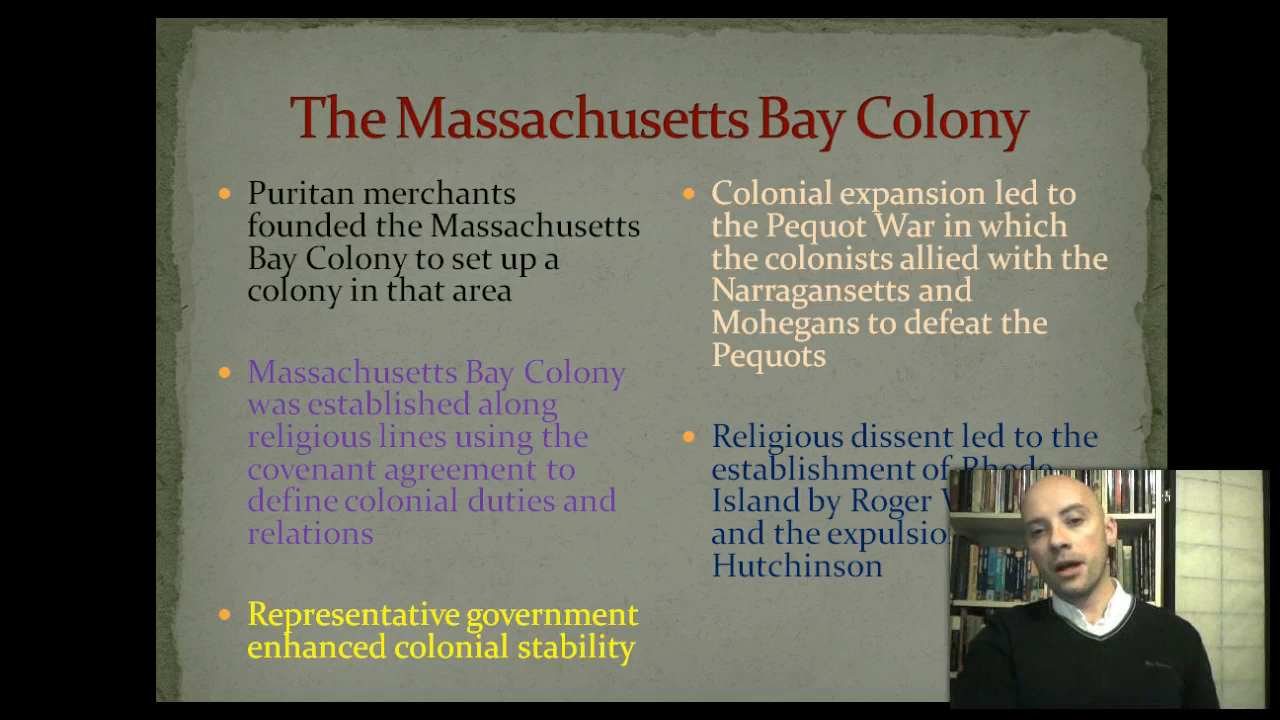 The Massachusetts Bay Colony
Puritan merchants
founded the Massachusetts
Bay Colony to set up a
colony in that area
Massachusetts Bay Colony
was established along
religious lines using the
covenant agreement to
define colonial duties and
relations
Representative government
enhanced colonial stability
Colonial expansion led to
the Pequot War in which
the colonists allied with the
Narragansetts and
Mohegans to defeat the
Pequots
Religious dissent led to the
establishment of Rhode
Island by Roger
and the
Hutchinson